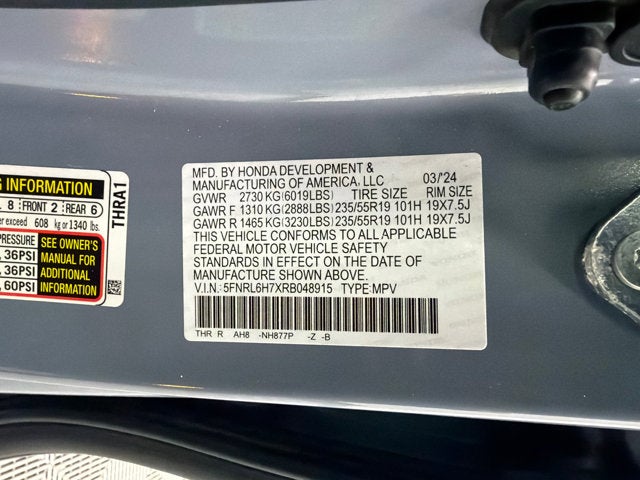 G INFORMATION
L 8 FRONT 2 REAR 6
er exceed 608 kg or 1340 lbs.
PRESSURE
, 36PSI
, 36PSI
, 60PSI
SEE OWNER'S
MANUAL FOR
ADDITIONAL
INFORMATION
THRA1
MFD. BY HONDA DEVELOPMENT &
MANUFACTURING OF AMERICA, LLC 03/'24
GVWR 2730 KG(6019LBS) TIRE SIZE RIM SIZE
GAWR F 1310 KG(2888LBS) 235/55R19 101H 19X7.5J
GAWR R 1465 KG(3230LBS) 235/55R19 101H 19X7.5J
THIS VEHICLE CONFORMS TO ALL APPLICABLE
FEDERAL MOTOR VEHICLE SAFETY
STANDARDS IN EFFECT ON THE DATE OF
MANUFACTURE SHOWN ABOVE.
V.I.N.: 5FNRL6H7XRB048915 TYPE:MPV
THR R AH8 -NH877P -Z -B